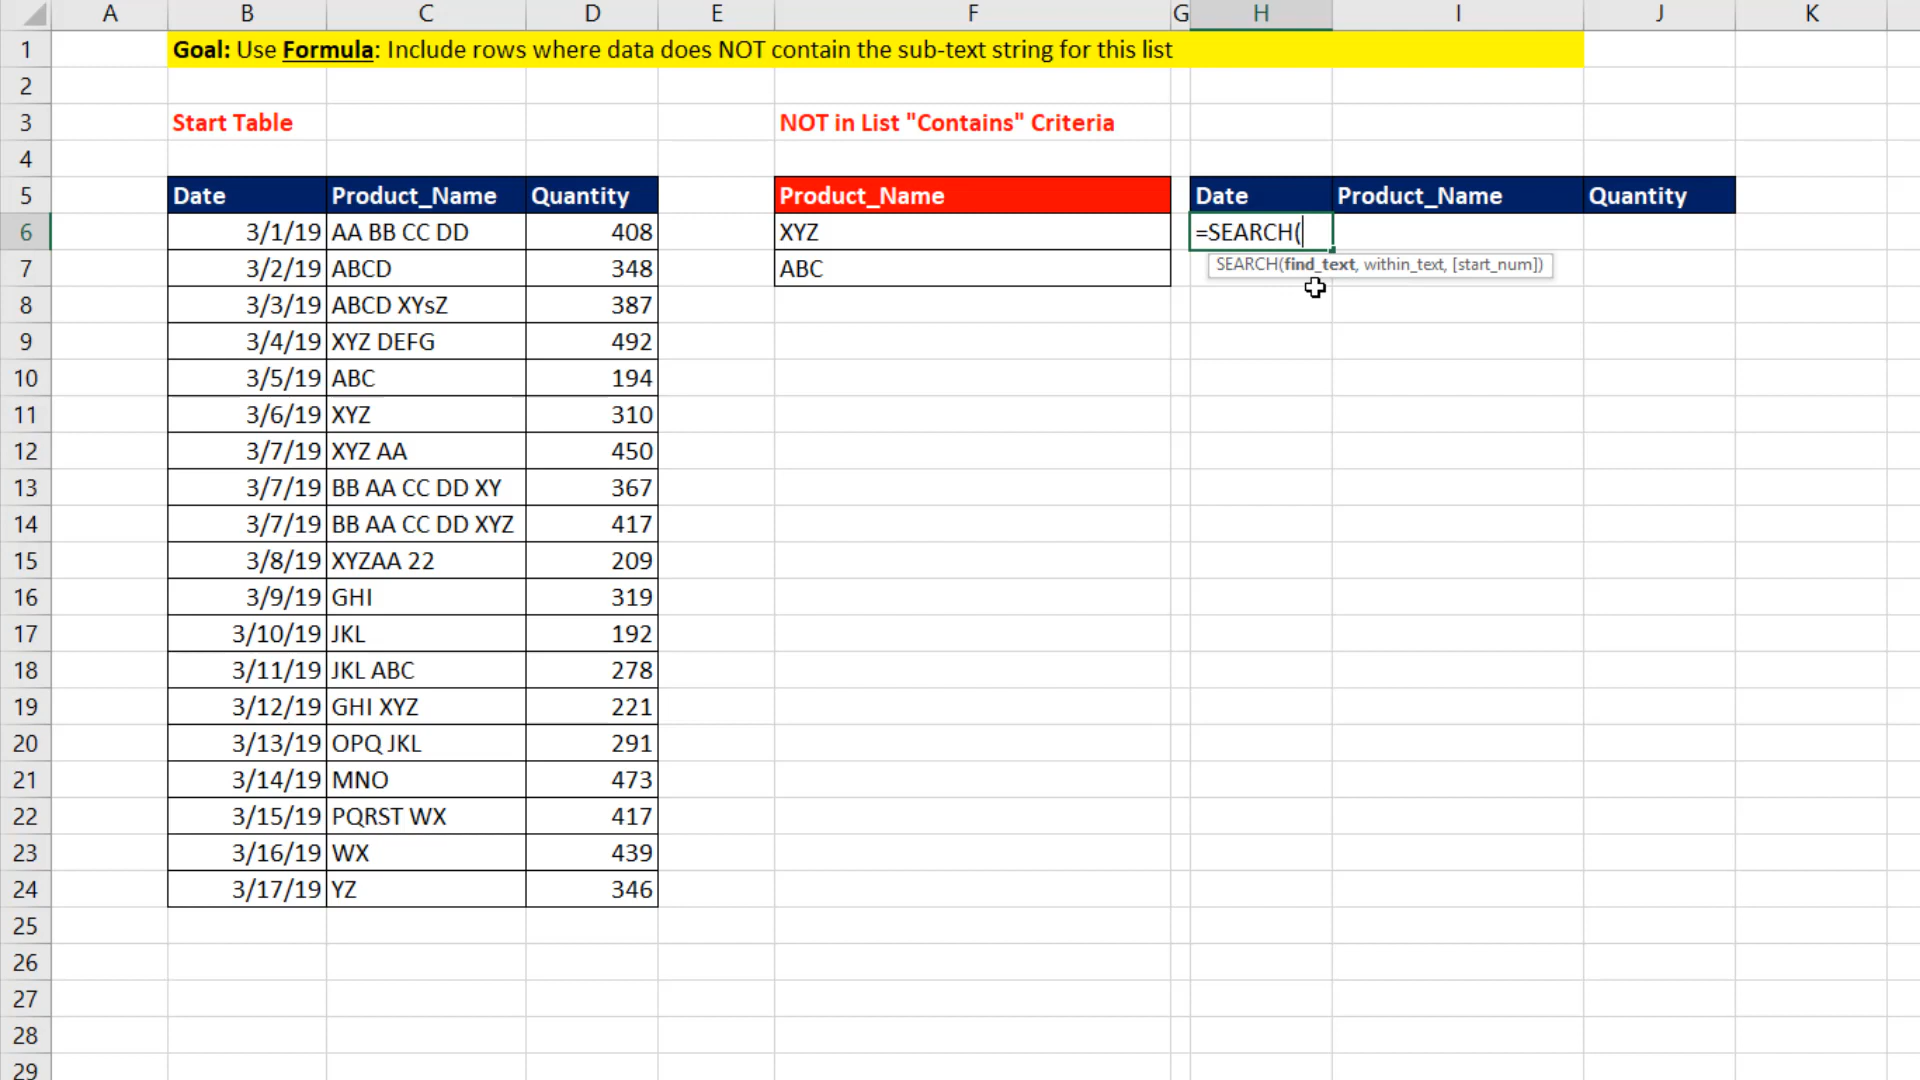 A B C D E F G H I J K
1 Goal: Use Formula: Include rows where data does NOT contain the sub-text string for this list
2
3 Start Table NOT in List "Contains" Criteria
4
5 Date Product_Name Quantity Product_Name Date Product_Name Quantity
6 3/1/19 AA BB CC DD 408 XYZ =SEARCH(
7 3/2/19 ABCD 348 ABC SEARCH(find_text, within_text, [start_num])
8 3/3/19 ABCD XYsZ 387
9 3/4/19 XYZ DEFG 492
10 3/5/19 ABC 194
11 3/6/19 XYZ 310
12 3/7/19 XYZ AA 450
13 3/7/19 BB AA CC DD XY 367
14 3/7/19 BB AA CC DD XYZ 417
15 3/8/19 XYZAA 22 209
16 3/9/19 GHI 319
17 3/10/19 JKL 192
18 3/11/19 JKL ABC 278
19 3/12/19 GHI XYZ 221
20 3/13/19 OPQ JKL 291
21 3/14/19 MNO 473
22 3/15/19 PQRST WX 417
23 3/16/19 WX 439
24 3/17/19 YZ 346
25
26
27
28
29